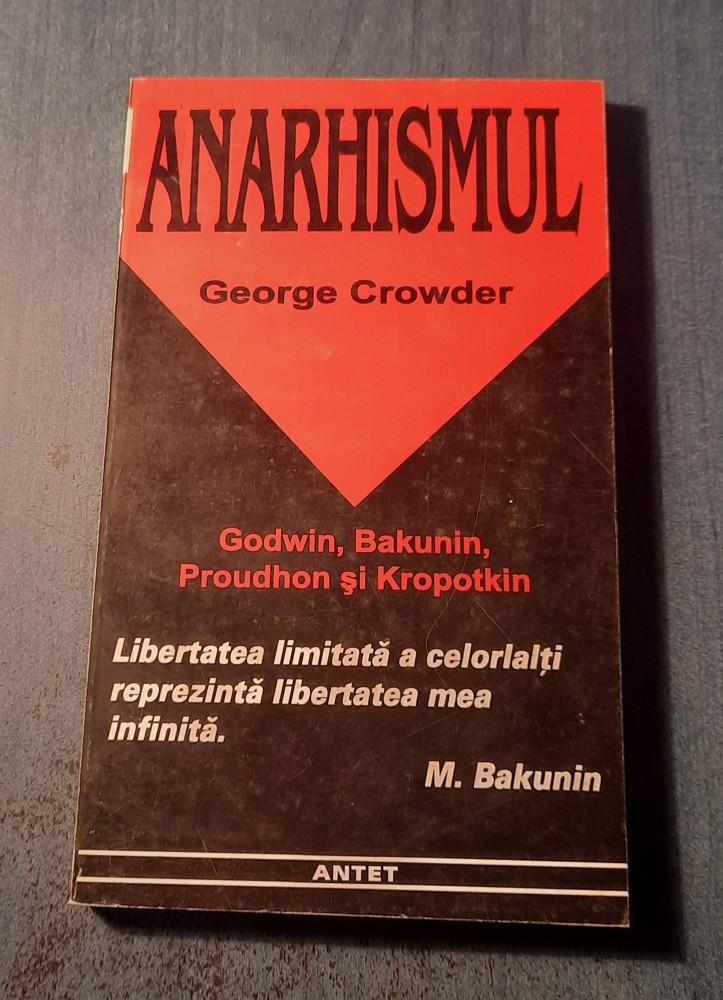 ANARHISMUL
George Crowder
Godwin, Bakunin,
Proudhon şi Kropotkin
Libertatea limitată a celorlalţi
reprezintă libertatea mea
infinită.
M. Bakunin
ANTET